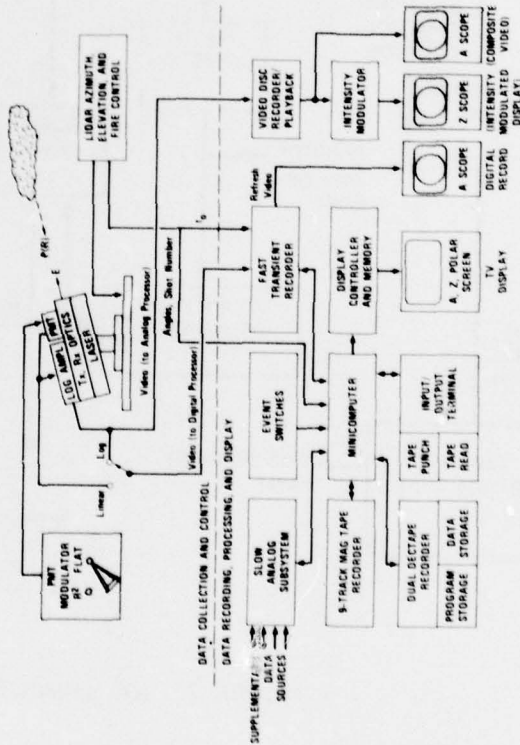 P(R)
E
LOG AMPL
PMT
Tx, Rx OPTICS
LASER
LIDAR AZIMUTH
ELEVATION AND
FIRE CONTROL
PMT
MODULATOR
R² FLAT
Linear
Log
Video (to Analog Processor)
Angles, Shot Number
Video (to Digital Processor)
DATA COLLECTION AND CONTROL
DATA RECORDING, PROCESSING, AND DISPLAY
SUPPLEMENTARY
DATA
SOURCES
SLOW
ANALOG
SUBSYSTEM
EVENT
SWITCHES
FAST
TRANSIENT
RECORDER
Refresh
Video
VIDEO DISC
RECORDER/
PLAYBACK
INTENSITY
MODULATOR
9-TRACK MAG TAPE
RECORDER
MINICOMPUTER
DISPLAY
CONTROLLER
AND MEMORY
DUAL DECTAPE
RECORDER
PROGRAM
STORAGE
DATA
STORAGE
TAPE
PUNCH
TAPE
READ
INPUT/
OUTPUT
TERMINAL
A, Z, POLAR
SCREEN
TV
DISPLAY
A SCOPE
DIGITAL
RECORD
Z SCOPE
(INTENSITY
MODULATED
DISPLAY)
A SCOPE
(COMPOSITE
VIDEO)